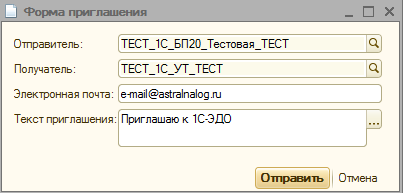 Форма приглашения
Отправитель: ТЕСТ_1С_БП20_Тестовая_ТЕСТ
Получатель: ТЕСТ_1С_УТ_ТЕСТ
Электронная почта: e-mail@astralnalog.ru
Текст приглашения: Приглашаю к 1С-ЭДО ...
Отправить Отмена